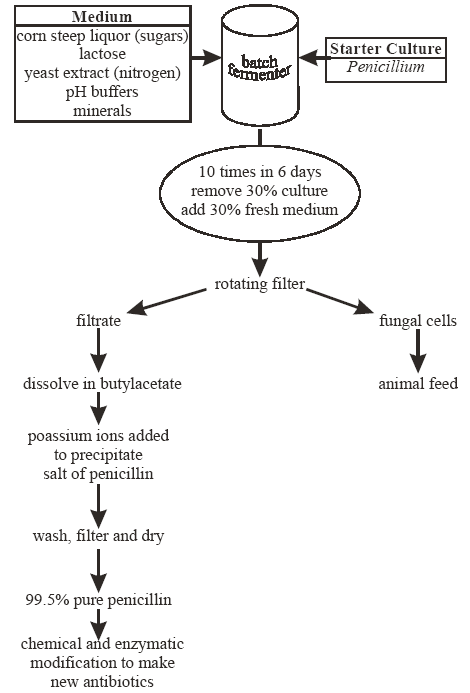 Medium
corn steep liquor (sugars)
lactose
yeast extract (nitrogen)
pH buffers
minerals
batch
fermenter
Starter Culture
Penicillium
10 times in 6 days
remove 30% culture
add 30% fresh medium
rotating filter
filtrate
fungal cells
dissolve in butylacetate
animal feed
poassium ions added
to precipitate
salt of penicillin
wash, filter and dry
99.5% pure penicillin
chemical and enzymatic
modification to make
new antibiotics